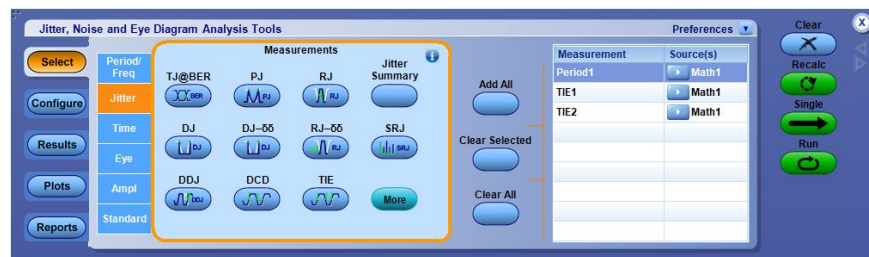 Jitter, Noise and Eye Diagram Analysis Tools
Preferences
Clear
X
Select
Configure
Results
Plots
Reports
Period/
Freq
Jitter
Time
Eye
Ampl
Standard
Measurements
TJ@BER
PJ
RJ
Jitter
Summary
BER
PJ
RJ
DJ
DJ–δδ
RJ–δδ
SRJ
DJ
DJ
RJ
SRJ
DDJ
DCD
TIE
DDJ
More
Add All
Clear Selected
Clear All
Measurement Source(s)
Period1 Math1
TIE1 Math1
TIE2 Math1
Recalc
Single
Run